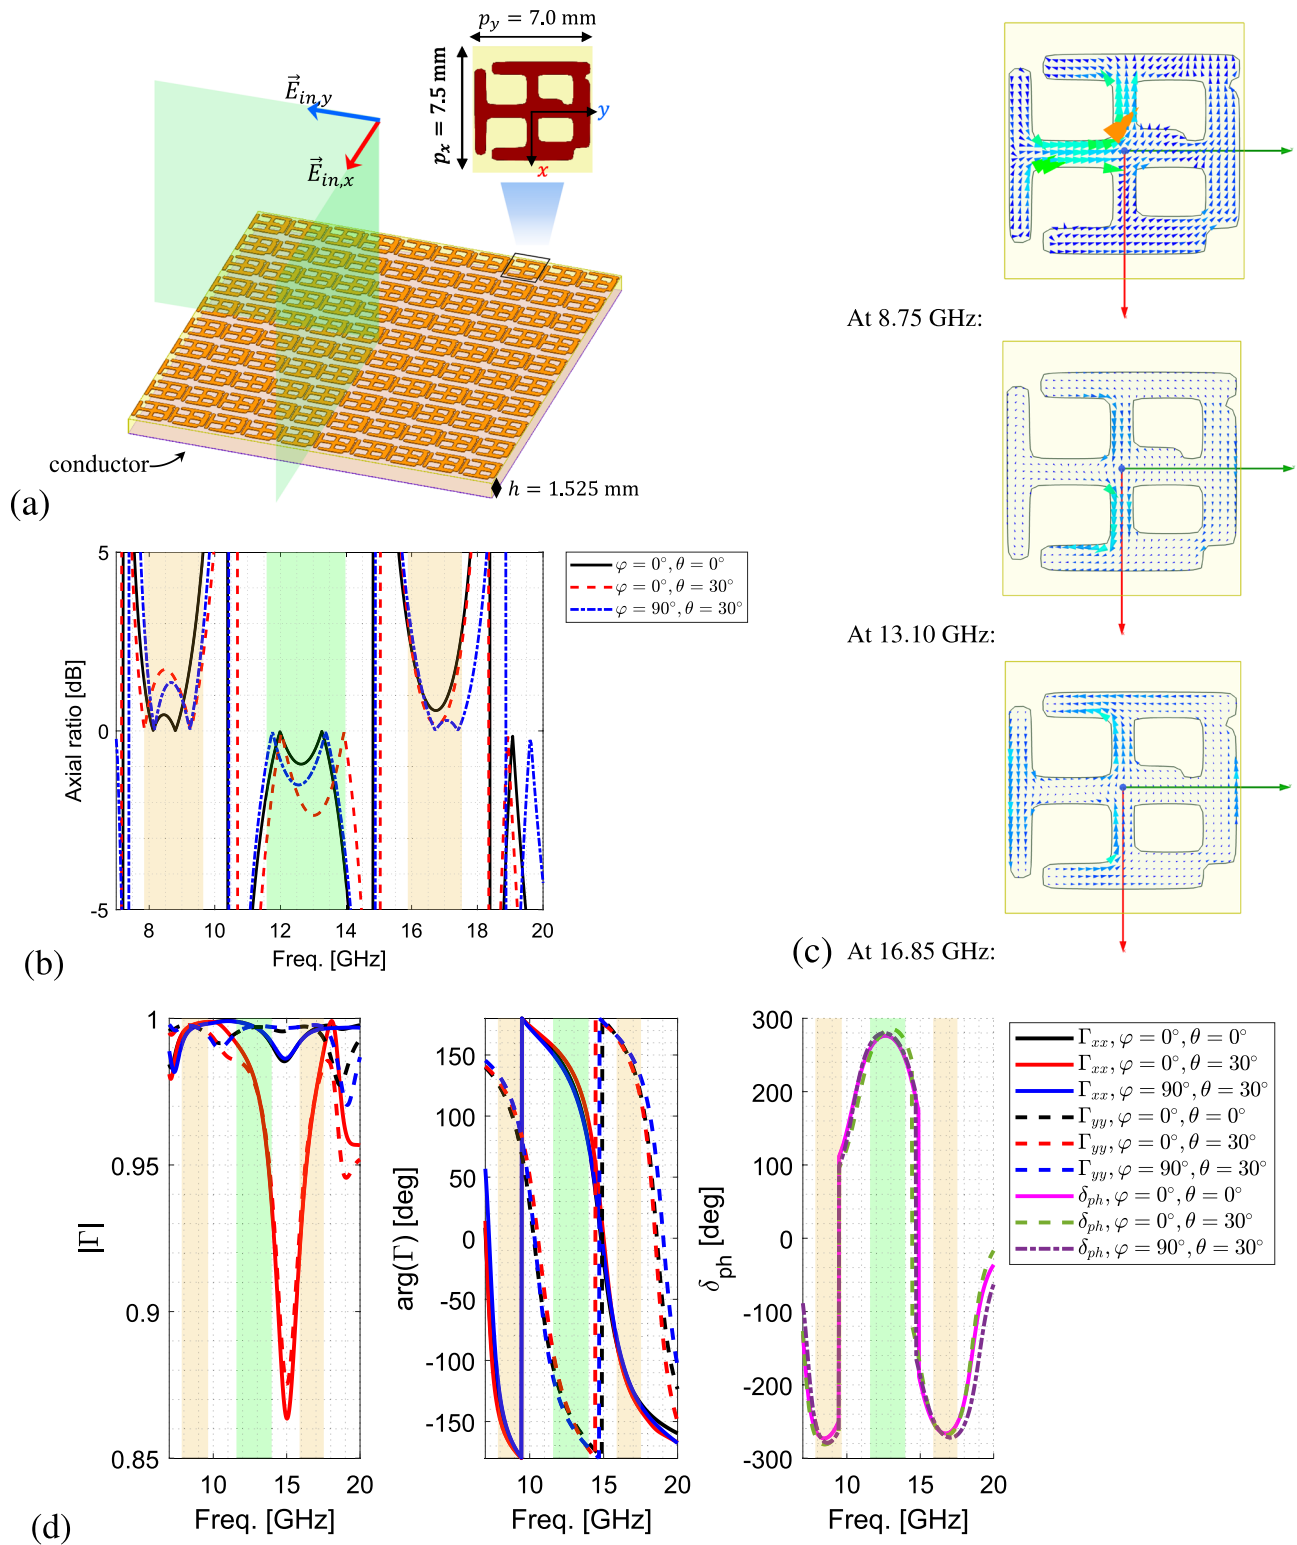 (a)
p_y = 7.0 mm
p_x = 7.5 mm
y
x
E⃗_in,y
E⃗_in,x
conductor
h = 1.525 mm
(b)
Axial ratio [dB]
5
0
-5
8 10 12 14 16 18 20
Freq. [GHz]
φ = 0°, θ = 0°
φ = 0°, θ = 30°
φ = 90°, θ = 30°
(c)
At 8.75 GHz:
At 13.10 GHz:
At 16.85 GHz:
(d)
|Γ|
1
0.95
0.9
0.85
10 15 20
Freq. [GHz]
arg(Γ) [deg]
150
100
50
0
-50
-100
-150
10 15 20
Freq. [GHz]
δ_ph [deg]
300
200
100
0
-100
-200
-300
10 15 20
Freq. [GHz]
Γ_xx, φ = 0°, θ = 0°
Γ_xx, φ = 0°, θ = 30°
Γ_xx, φ = 90°, θ = 30°
Γ_yy, φ = 0°, θ = 0°
Γ_yy, φ = 0°, θ = 30°
Γ_yy, φ = 90°, θ = 30°
δ_ph, φ = 0°, θ = 0°
δ_ph, φ = 0°, θ = 30°
δ_ph, φ = 90°, θ = 30°